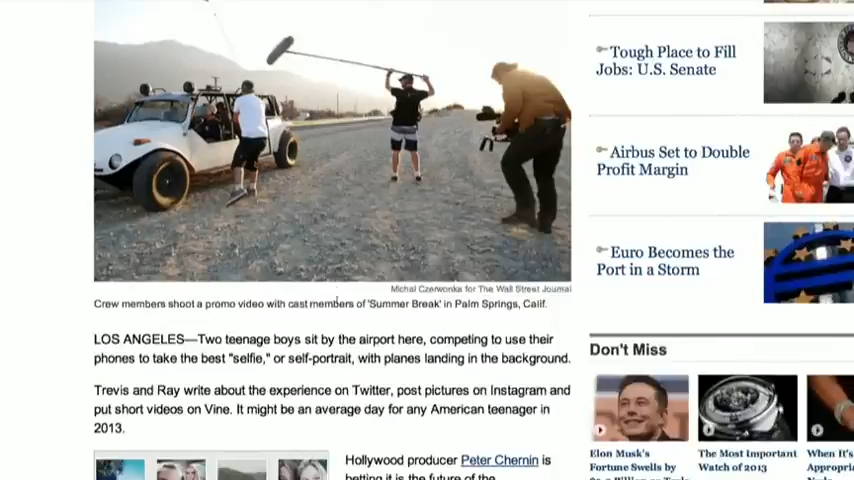 Tough Place to Fill
Jobs: U.S. Senate
Airbus Set to Double
Profit Margin
Euro Becomes the
Port in a Storm
Michal Czerwonka for The Wall Street Journal
Crew members shoot a promo video with cast members of 'Summer Break' in Palm Springs, Calif.
LOS ANGELES—Two teenage boys sit by the airport here, competing to use their
phones to take the best "selfie," or self-portrait, with planes landing in the background.
Trevis and Ray write about the experience on Twitter, post pictures on Instagram and
put short videos on Vine. It might be an average day for any American teenager in
2013.
Hollywood producer Peter Chernin is
betting it is the future of the
Don't Miss
Elon Musk's
Fortune Swells by
The Most Important
Watch of 2013
When It's